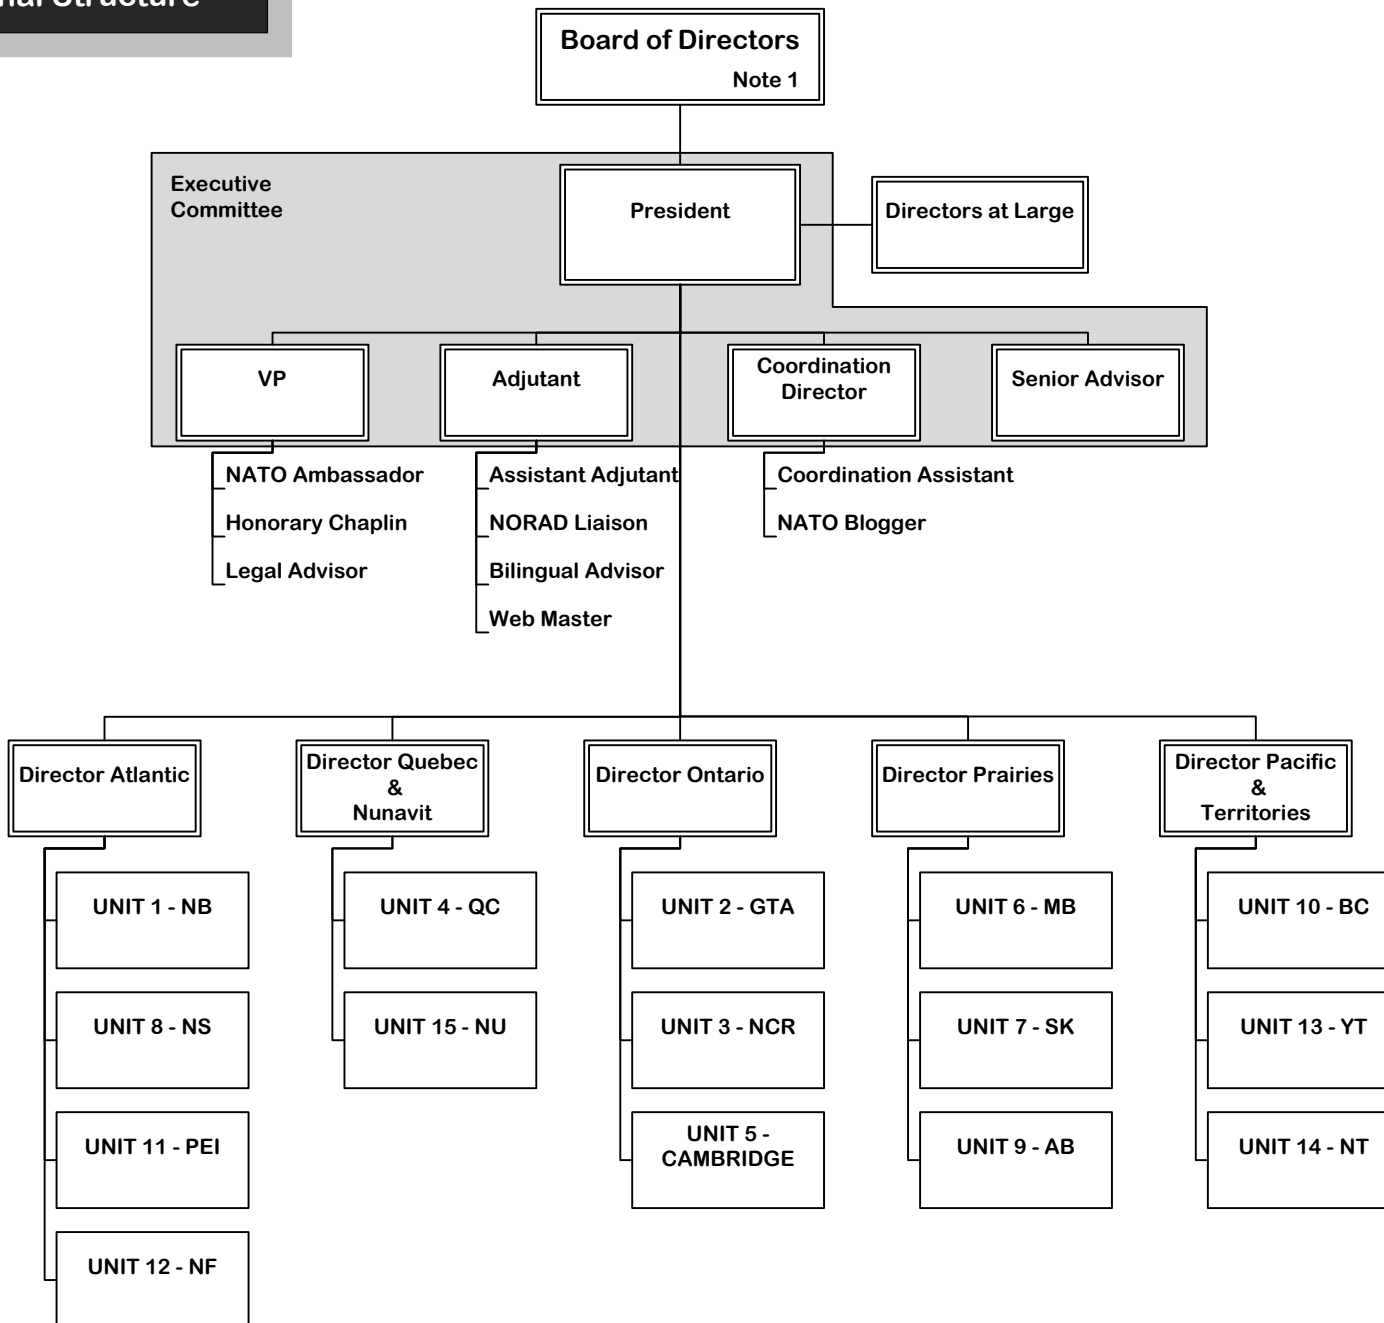 Board of Directors
Note 1
Executive
Committee
President
Directors at Large
VP
Adjutant
Coordination
Director
Senior Advisor
NATO Ambassador
Honorary Chaplin
Legal Advisor
Assistant Adjutant
NORAD Liaison
Bilingual Advisor
Web Master
Coordination Assistant
NATO Blogger
Director Atlantic
Director Quebec
&
Nunavit
Director Ontario
Director Prairies
Director Pacific
&
Territories
UNIT 1 - NB
UNIT 8 - NS
UNIT 11 - PEI
UNIT 12 - NF
UNIT 4 - QC
UNIT 15 - NU
UNIT 2 - GTA
UNIT 3 - NCR
UNIT 5 -
CAMBRIDGE
UNIT 6 - MB
UNIT 7 - SK
UNIT 9 - AB
UNIT 10 - BC
UNIT 13 - YT
UNIT 14 - NT